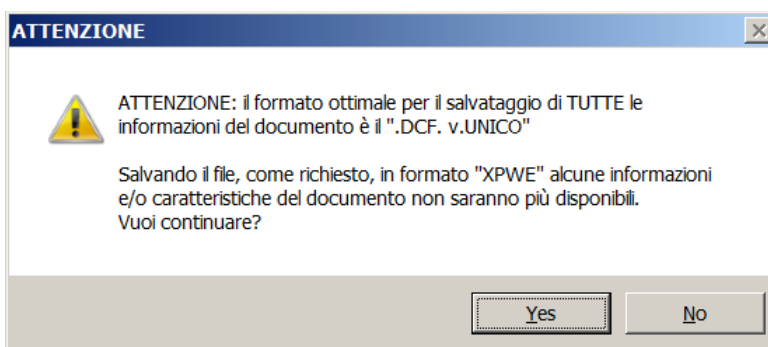 ATTENZIONE
ATTENZIONE: il formato ottimale per il salvataggio di TUTTE le
informazioni del documento è il ".DCF. v.UNICO"
Salvando il file, come richiesto, in formato "XPWE" alcune informazioni
e/o caratteristiche del documento non saranno più disponibili.
Vuoi continuare?
Yes
No